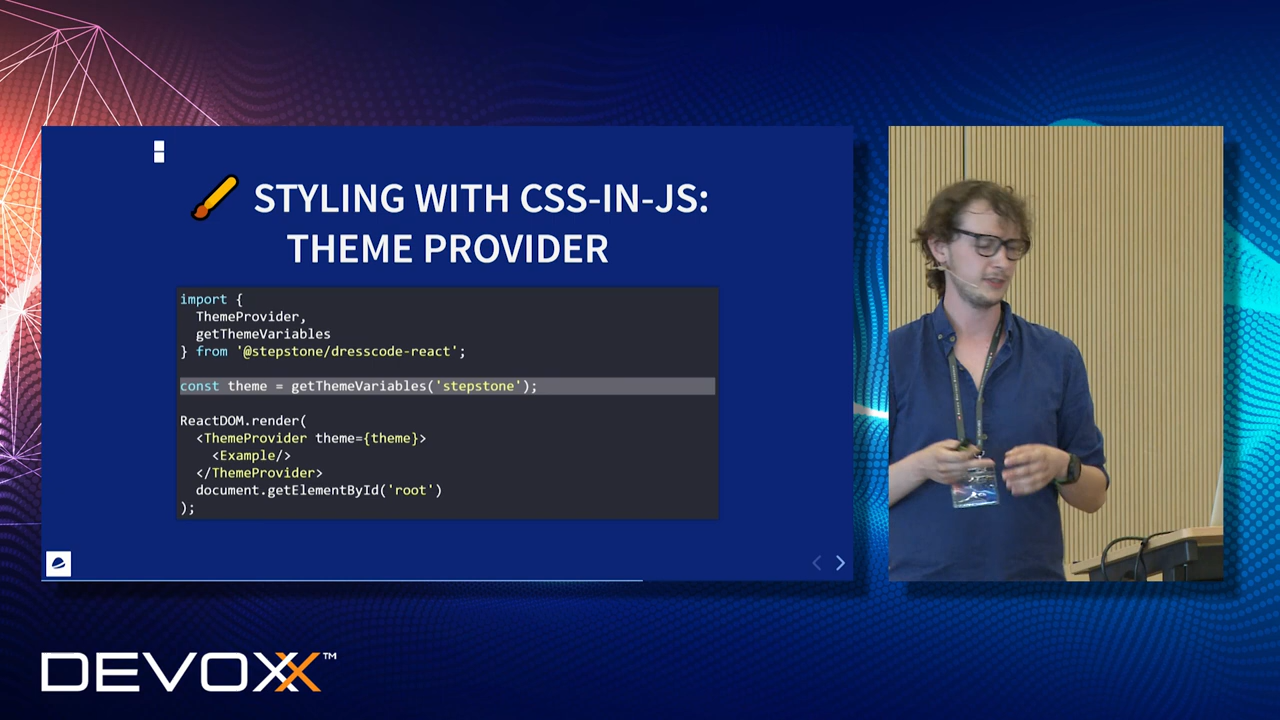 STYLING WITH CSS-IN-JS:
THEME PROVIDER
import {
  ThemeProvider,
  getThemeVariables
} from '@stepstone/dresscode-react';
const theme = getThemeVariables('stepstone');
ReactDOM.render(
  <ThemeProvider theme={theme}>
    <Example/>
  </ThemeProvider>
  document.getElementById('root')
);
DEVOXX™